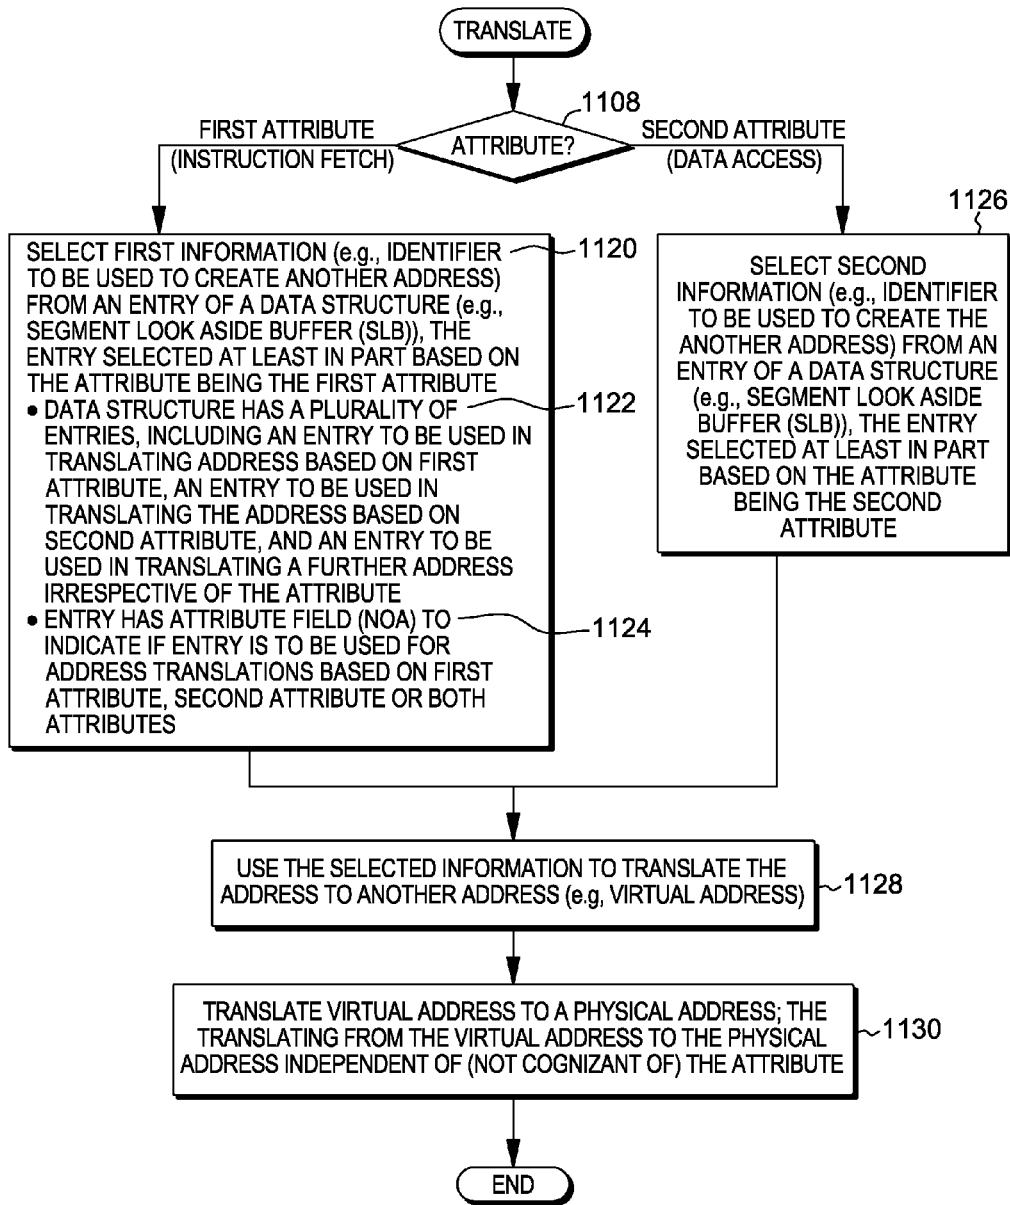 TRANSLATE
1108
ATTRIBUTE?
FIRST ATTRIBUTE
(INSTRUCTION FETCH)
SECOND ATTRIBUTE
(DATA ACCESS)
1120
SELECT FIRST INFORMATION (e.g., IDENTIFIER
TO BE USED TO CREATE ANOTHER ADDRESS)
FROM AN ENTRY OF A DATA STRUCTURE (e.g.,
SEGMENT LOOK ASIDE BUFFER (SLB)), THE
ENTRY SELECTED AT LEAST IN PART BASED ON
THE ATTRIBUTE BEING THE FIRST ATTRIBUTE
1122
• DATA STRUCTURE HAS A PLURALITY OF
ENTRIES, INCLUDING AN ENTRY TO BE USED IN
TRANSLATING ADDRESS BASED ON FIRST
ATTRIBUTE, AN ENTRY TO BE USED IN
TRANSLATING THE ADDRESS BASED ON
SECOND ATTRIBUTE, AND AN ENTRY TO BE
USED IN TRANSLATING A FURTHER ADDRESS
IRRESPECTIVE OF THE ATTRIBUTE
1124
• ENTRY HAS ATTRIBUTE FIELD (NOA) TO
INDICATE IF ENTRY IS TO BE USED FOR
ADDRESS TRANSLATIONS BASED ON FIRST
ATTRIBUTE, SECOND ATTRIBUTE OR BOTH
ATTRIBUTES
1126
SELECT SECOND
INFORMATION (e.g., IDENTIFIER
TO BE USED TO CREATE THE
ANOTHER ADDRESS) FROM AN
ENTRY OF A DATA STRUCTURE
(e.g., SEGMENT LOOK ASIDE
BUFFER (SLB)), THE ENTRY
SELECTED AT LEAST IN PART
BASED ON THE ATTRIBUTE
BEING THE SECOND
ATTRIBUTE
USE THE SELECTED INFORMATION TO TRANSLATE THE
ADDRESS TO ANOTHER ADDRESS (e.g, VIRTUAL ADDRESS)
1128
TRANSLATE VIRTUAL ADDRESS TO A PHYSICAL ADDRESS; THE
TRANSLATING FROM THE VIRTUAL ADDRESS TO THE PHYSICAL
ADDRESS INDEPENDENT OF (NOT COGNIZANT OF) THE ATTRIBUTE
1130
END